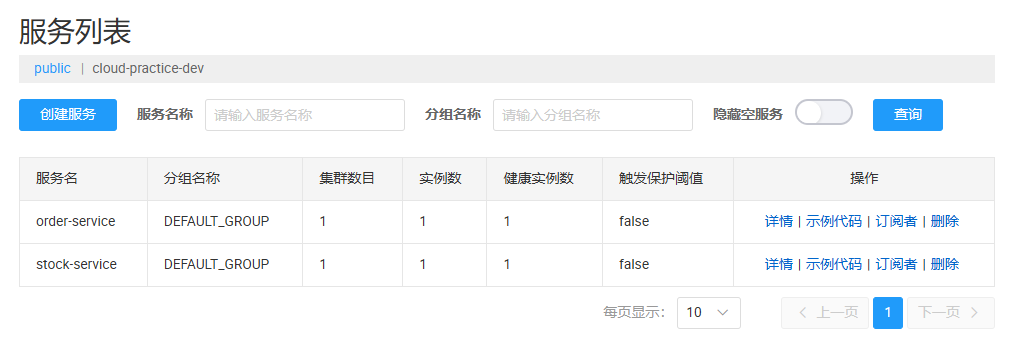 服务列表
public | cloud-practice-dev
创建服务 服务名称 请输入服务名称 分组名称 请输入分组名称 隐藏空服务 查询
服务名 分组名称 集群数目 实例数 健康实例数 触发保护阈值 操作
order-service DEFAULT_GROUP 1 1 1 false 详情 | 示例代码 | 订阅者 | 删除
stock-service DEFAULT_GROUP 1 1 1 false 详情 | 示例代码 | 订阅者 | 删除
每页显示: 10 上一页 1 下一页